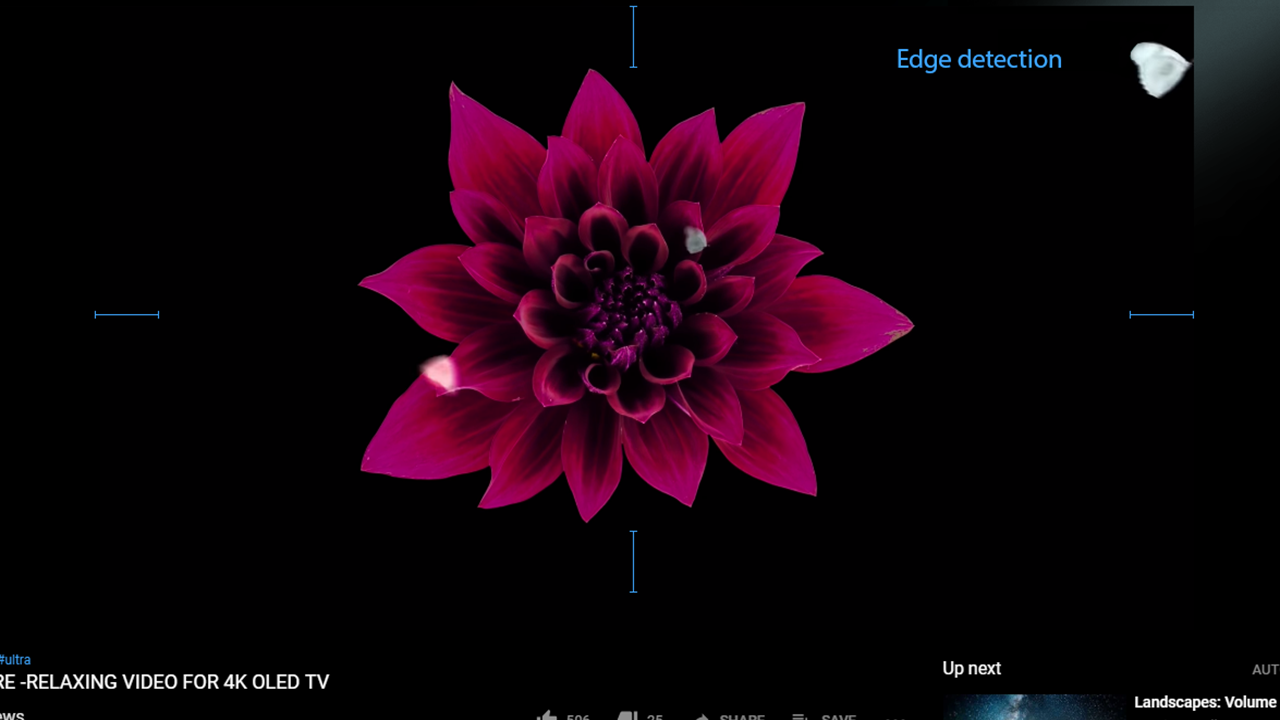 Edge detection
#ultra
RE -RELAXING VIDEO FOR 4K OLED TV
Up next
AUT
ews
596
25
SHARE
SAVE
Landscapes: Volume